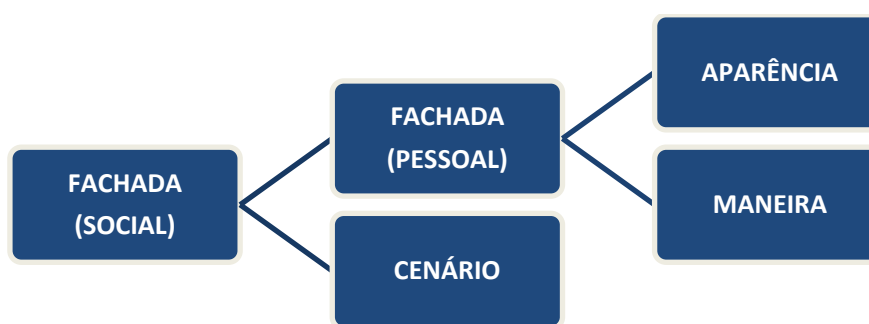 FACHADA
(SOCIAL)
FACHADA
(PESSOAL)
CENÁRIO
APARÊNCIA
MANEIRA